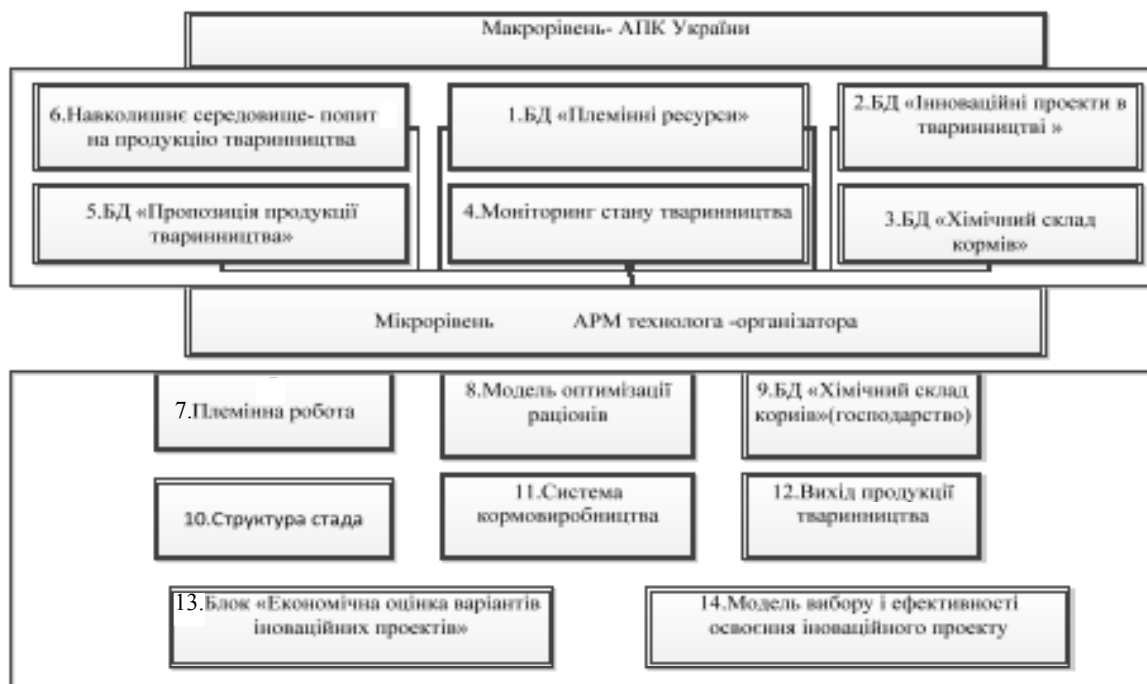 Макрорівень- АПК України
6.Навколишнє середовище- попит
на продукцію тваринництва
1.БД «Племінні ресурси»
2.БД «Інноваційні проекти в
тваринництві »
5.БД «Пропозиція продукції
тваринництва»
4.Моніторинг стану тваринництва
3.БД «Хімічний склад
кормів»
Мікрорівень АРМ технолога -організатора
7.Племінна робота
8.Модель оптимізації
раціонів
9.БД «Хімічний склад
кориів»(господарство)
10.Структура стада
11.Система
кормовиробництва
12.Вихід продукції
тваринництва
13.Блок «Економічна оцінка варіантів
іноваційних проектів»
14.Модель вибору і ефективності
освоєння іноваційного проекту